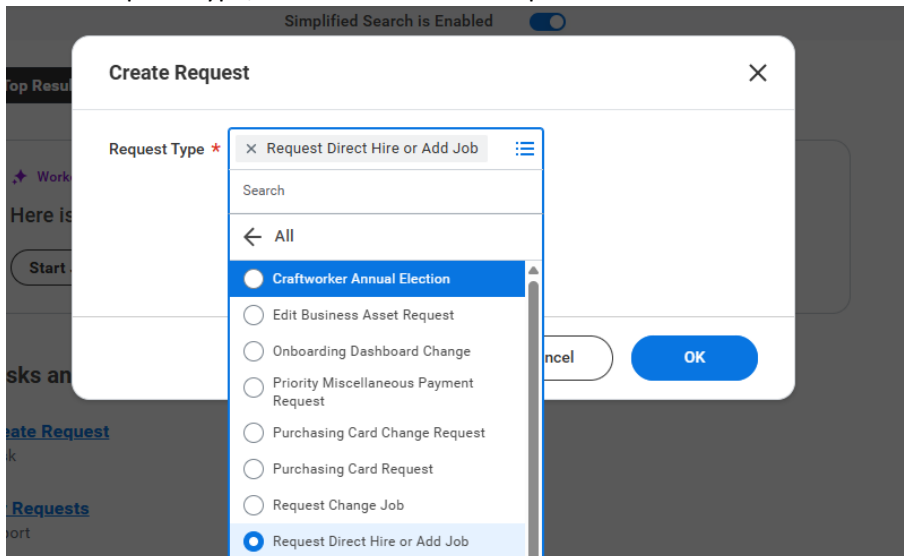 Simplified Search is Enabled
Create Request
Top Resul
Request Type *
× Request Direct Hire or Add Job
Search
Work
Here is
← All
Start
Craftworker Annual Election
Edit Business Asset Request
Onboarding Dashboard Change
ncel
OK
sks an
Priority Miscellaneous Payment
Request
eate Request
sk
Purchasing Card Change Request
Purchasing Card Request
Requests
port
Request Change Job
Request Direct Hire or Add Job